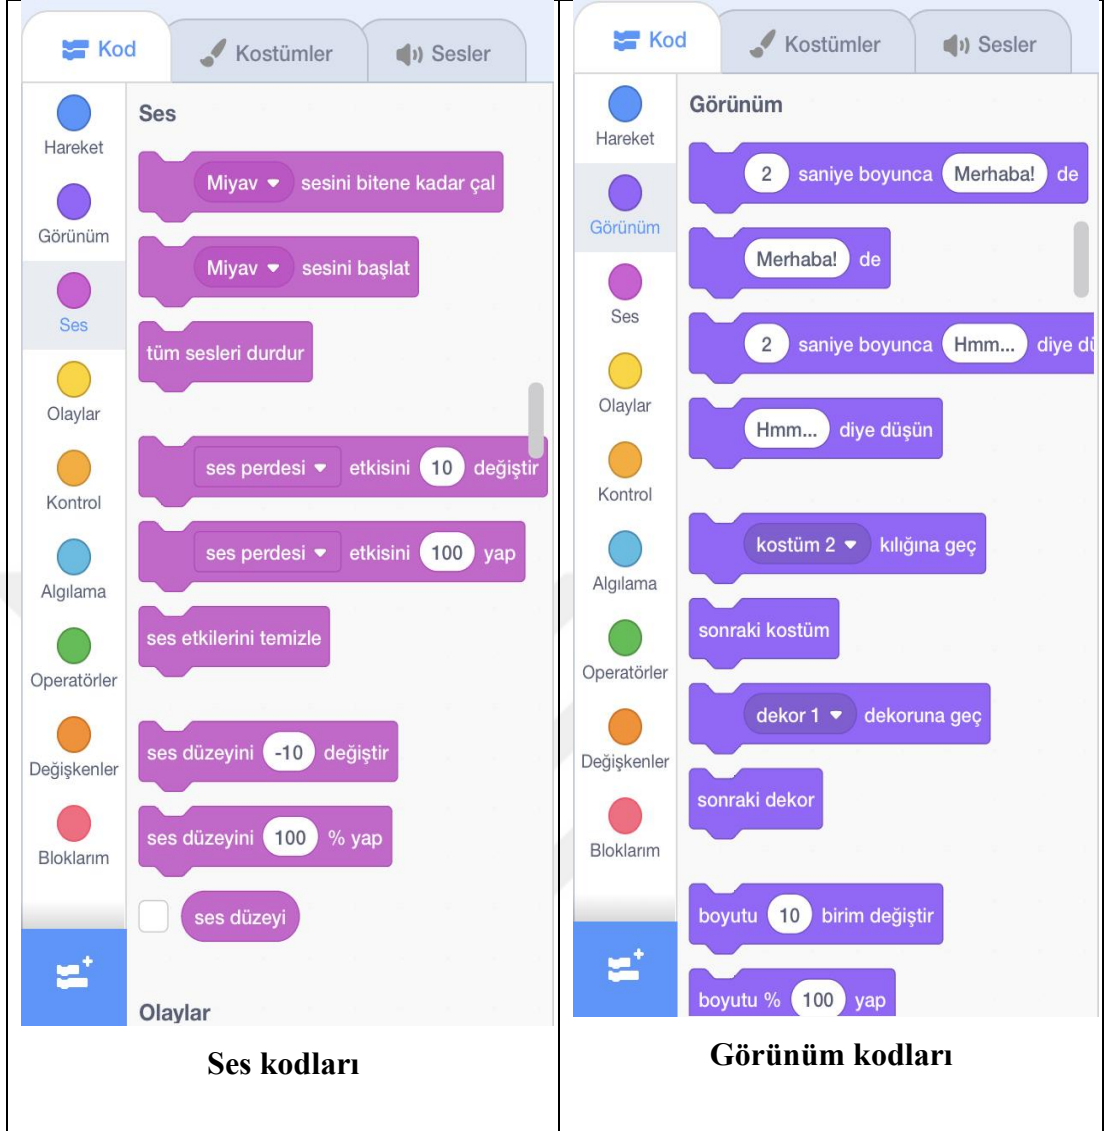 Kod
Kostümler
Sesler
Hareket
Görünüm
Ses
Olaylar
Kontrol
Algılama
Operatörler
Değişkenler
Bloklarım
Ses
Miyav sesini bitene kadar çal
Miyav sesini başlat
tüm sesleri durdur
ses perdesi etkisini 10 değiştir
ses perdesi etkisini 100 yap
ses etkilerini temizle
ses düzeyini -10 değiştir
ses düzeyini 100 % yap
ses düzeyi
Olaylar
Ses kodları
Kod
Kostümler
Sesler
Hareket
Görünüm
Ses
Olaylar
Kontrol
Algılama
Operatörler
Değişkenler
Bloklarım
Görünüm
2 saniye boyunca Merhaba! de
Merhaba! de
2 saniye boyunca Hmm... diye dü
Hmm... diye düşün
kostüm 2 kılığına geç
sonraki kostüm
dekor 1 dekoruna geç
sonraki dekor
boyutu 10 birim değiştir
boyutu % 100 yap
Görünüm kodları